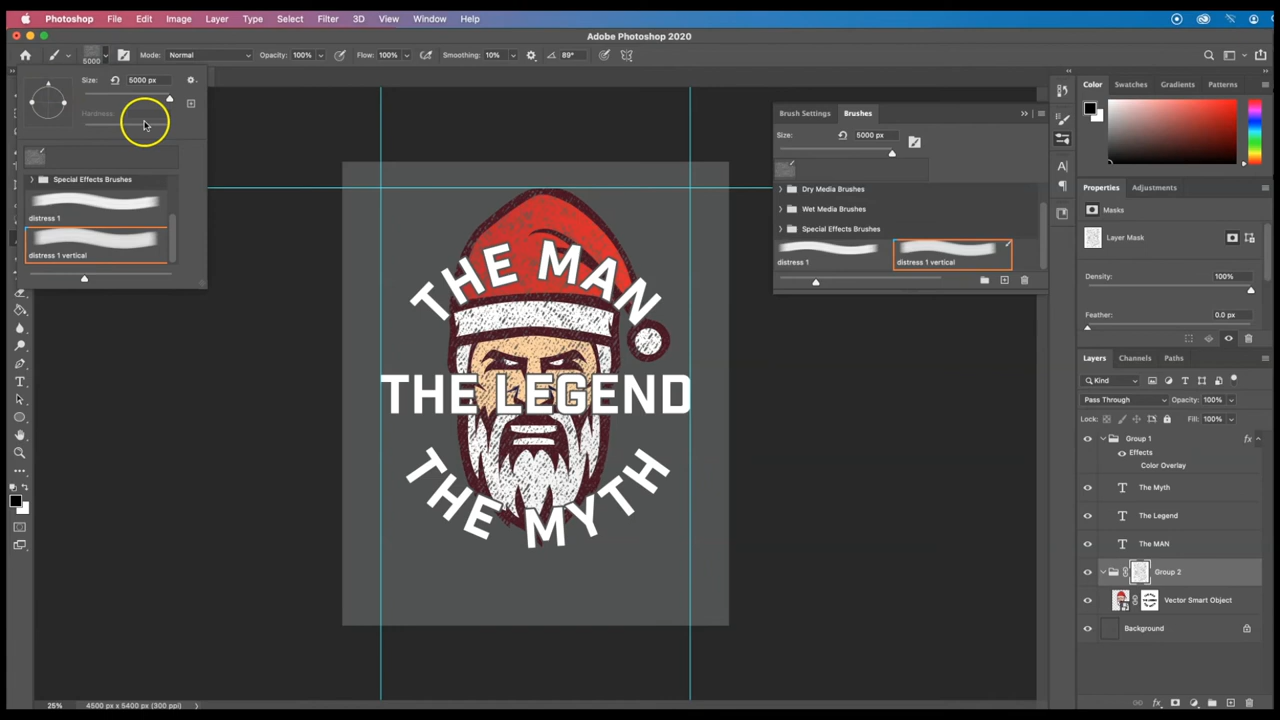 Photoshop File Edit Image Layer Type Select Filter 3D View Window Help
Adobe Photoshop 2020
5000 Mode: Normal Opacity: 100% Flow: 100% Smoothing: 10% 89°
Size: 5000 px
Hardness:
Special Effects Brushes
distress 1
distress 1 vertical
THE MAN
THE LEGEND
THE MYTH
Brush Settings Brushes
Size: 5000 px
Dry Media Brushes
Wet Media Brushes
Special Effects Brushes
distress 1 distress 1 vertical
Color Swatches Gradients Patterns
Properties Adjustments
Masks
Layer Mask
Density: 100%
Feather: 0.0 px
Layers Channels Paths
Kind
Pass Through Opacity: 100%
Lock: Fill: 100%
Group 1 fx
Effects
Color Overlay
T The Myth
T The Legend
T The MAN
Group 2
Vector Smart Object
Background
fx
25% 4500 px x 5400 px (300 ppi)